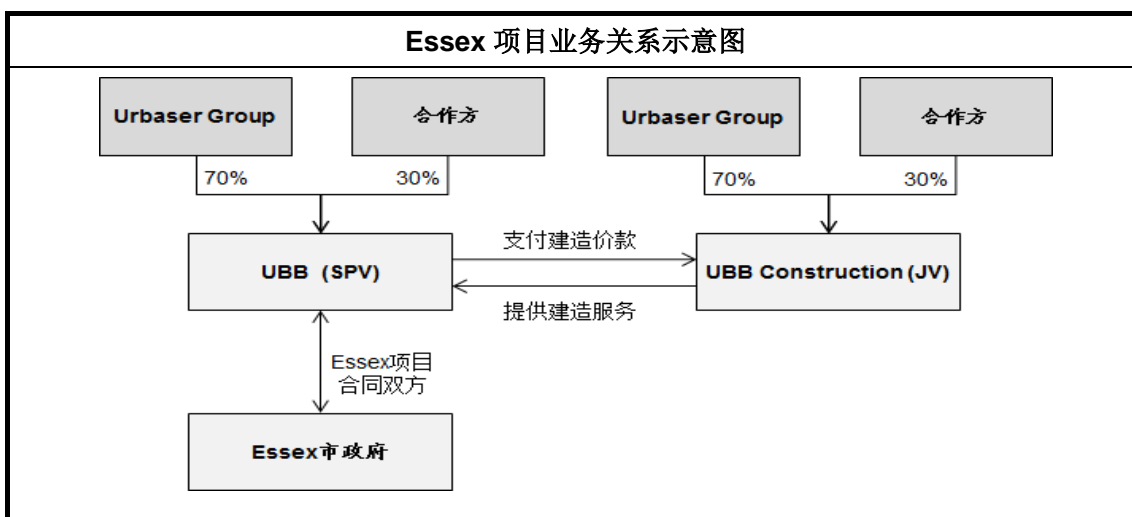 Essex 项目业务关系示意图
Urbaser Group
合作方
Urbaser Group
合作方
70%
30%
70%
30%
UBB (SPV)
支付建造价款
提供建造服务
UBB Construction (JV)
Essex项目
合同双方
Essex市政府